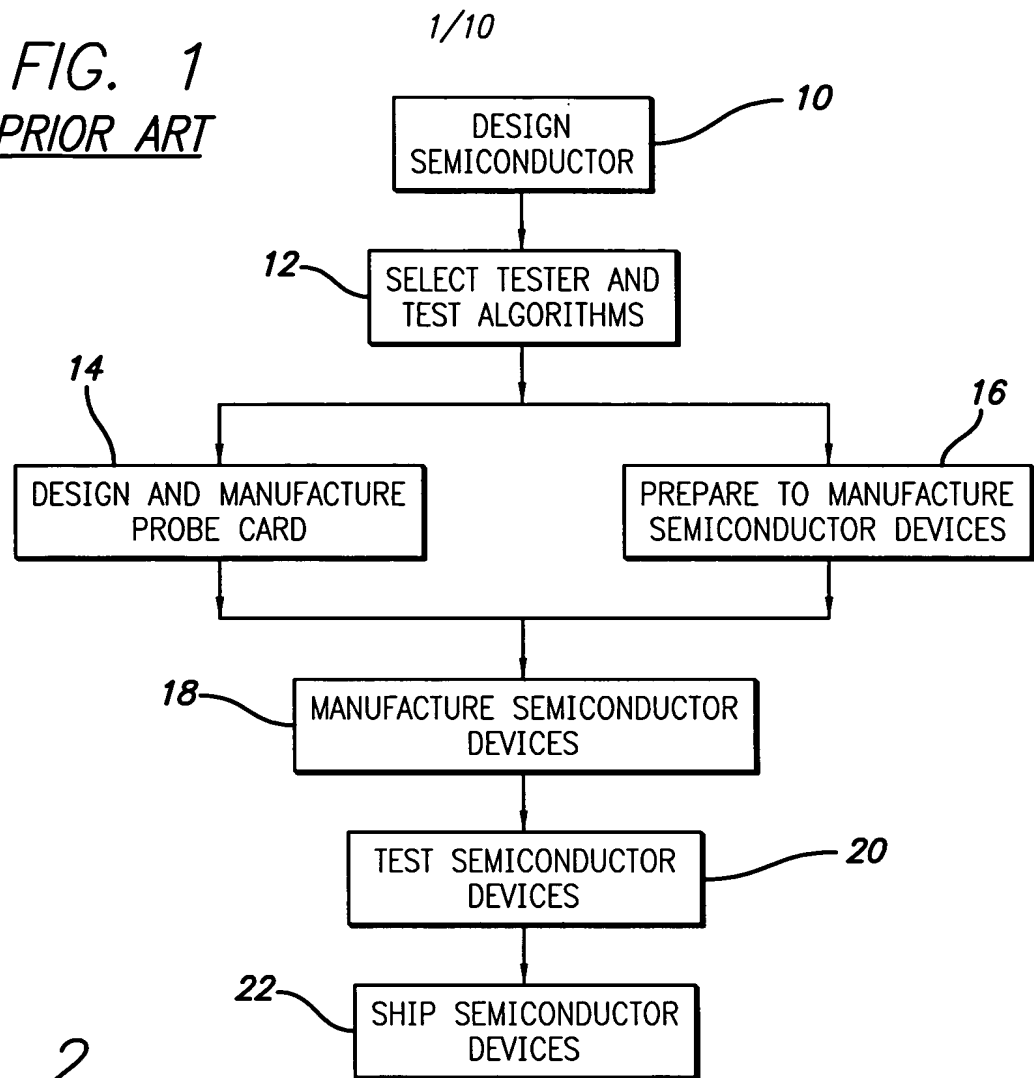 1/10
FIG. 1
PRIOR ART
10
DESIGN
SEMICONDUCTOR
12
SELECT TESTER AND
TEST ALGORITHMS
14
16
DESIGN AND MANUFACTURE
PROBE CARD
PREPARE TO MANUFACTURE
SEMICONDUCTOR DEVICES
18
MANUFACTURE SEMICONDUCTOR
DEVICES
20
TEST SEMICONDUCTOR
DEVICES
22
SHIP SEMICONDUCTOR
DEVICES
2